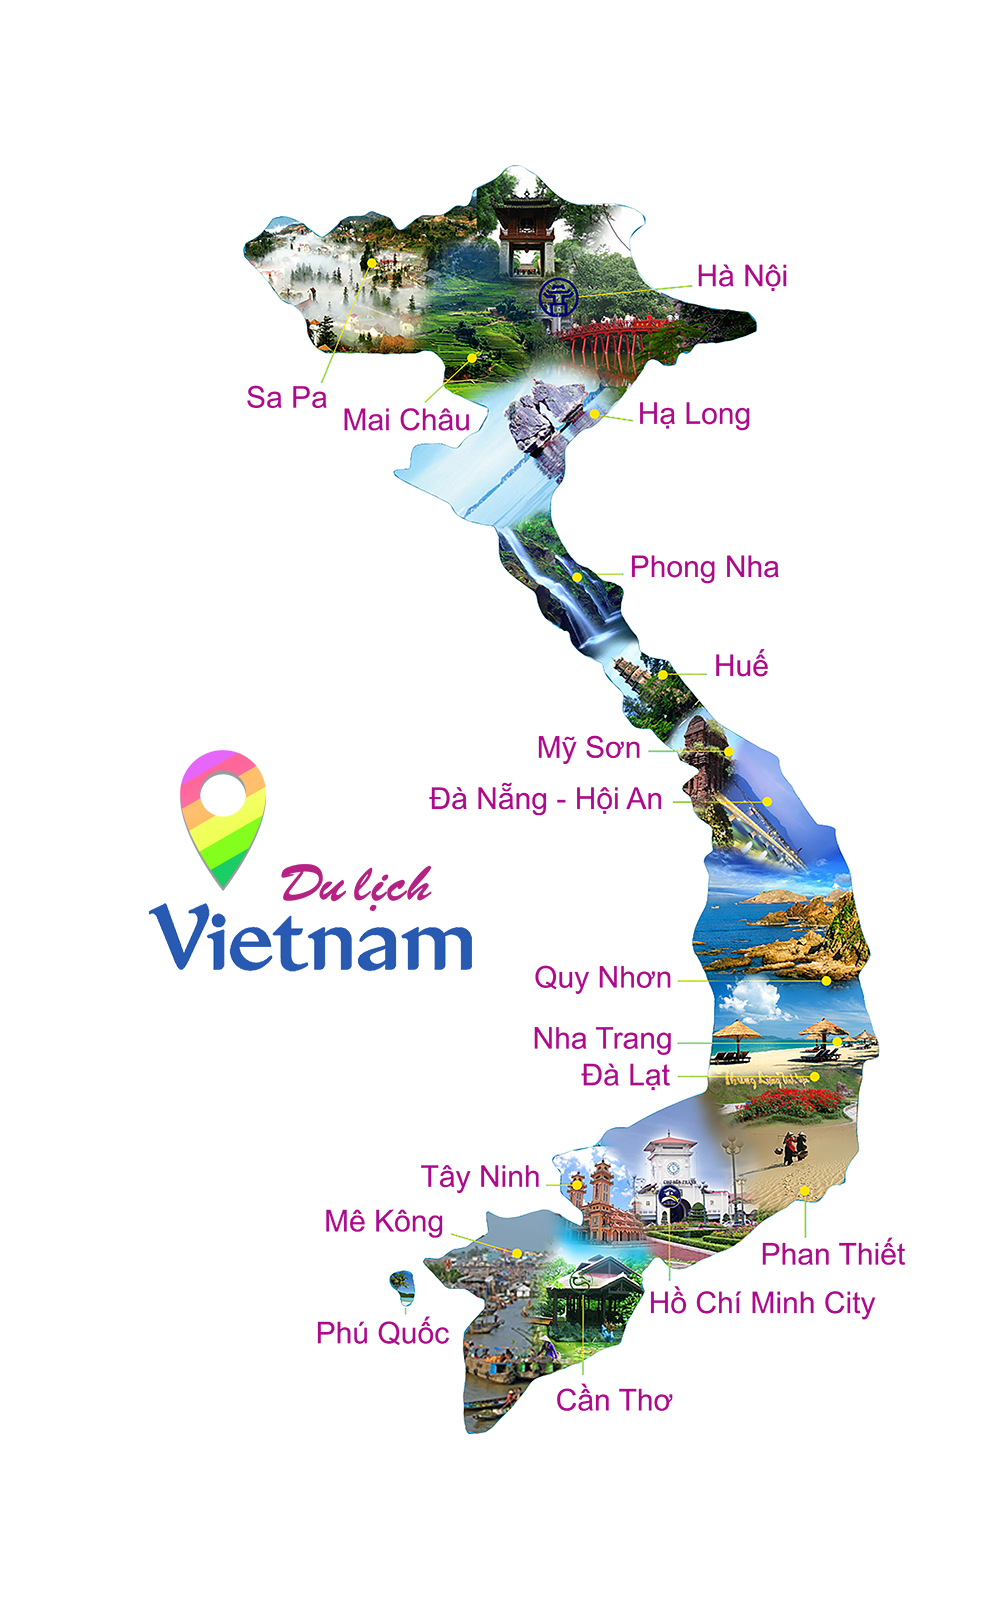 Hà Nội
Sa Pa
Mai Châu
Hạ Long
Phong Nha
Huế
Mỹ Sơn
Đà Nẵng - Hội An
Du lịch
Vietnam
Quy Nhơn
Nha Trang
Đà Lạt
Tây Ninh
Mê Kông
Phan Thiết
Hồ Chí Minh City
Phú Quốc
Cần Thơ